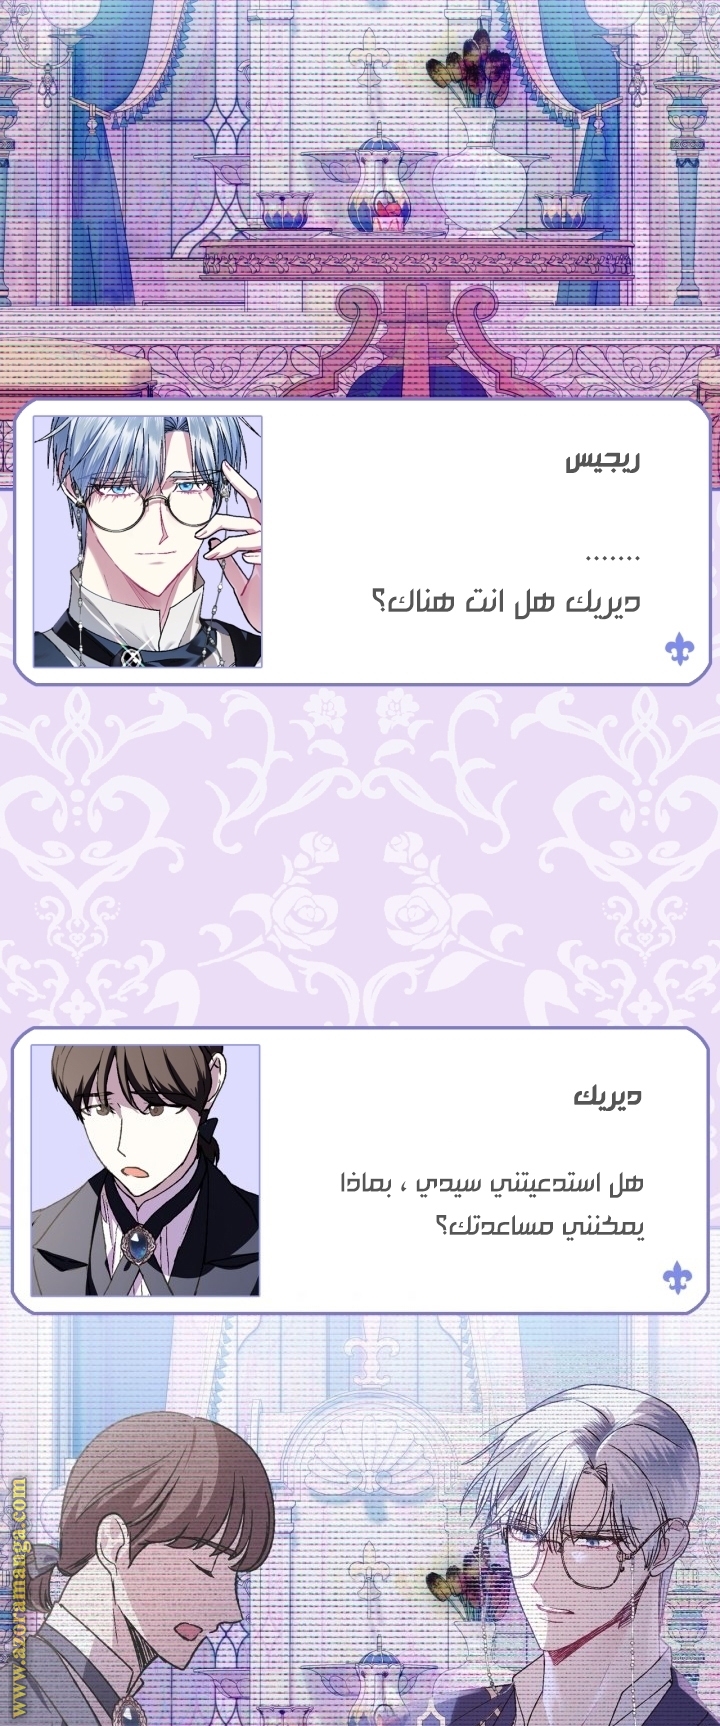 ريجيس
.......
ديريك هل انت هناك؟
ديريك
هل استدعيتني سيدي ، بماذا
يمكنني مساعدتك؟
www.azoramanga.com